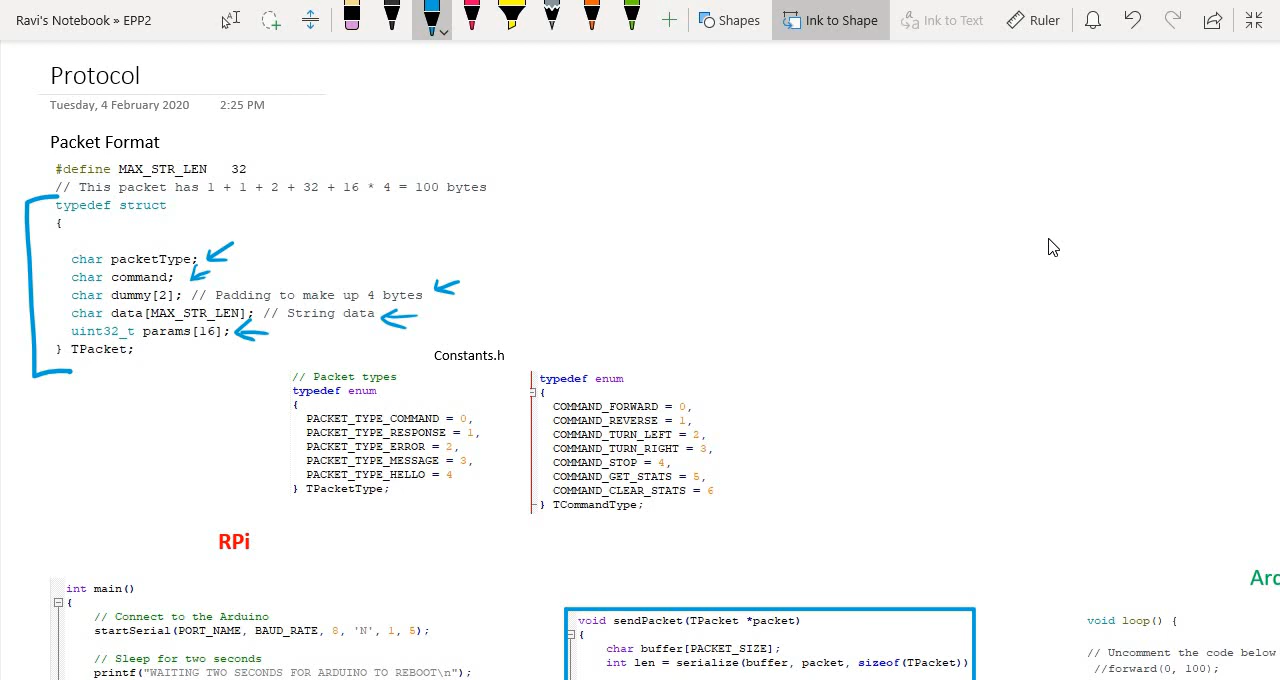 Ravi's Notebook » EPP2
Shapes
Ink to Shape
Ink to Text
Ruler
Protocol
Tuesday, 4 February 2020 2:25 PM
Packet Format
#define MAX_STR_LEN 32
// This packet has 1 + 1 + 2 + 32 + 16 * 4 = 100 bytes
typedef struct
{
char packetType;
char command;
char dummy[2]; // Padding to make up 4 bytes
char data[MAX_STR_LEN]; // String data
uint32_t params[16];
} TPacket;
Constants.h
// Packet types
typedef enum
{
PACKET_TYPE_COMMAND = 0,
PACKET_TYPE_RESPONSE = 1,
PACKET_TYPE_ERROR = 2,
PACKET_TYPE_MESSAGE = 3,
PACKET_TYPE_HELLO = 4
} TPacketType;
typedef enum
{
COMMAND_FORWARD = 0,
COMMAND_REVERSE = 1,
COMMAND_TURN_LEFT = 2,
COMMAND_TURN_RIGHT = 3,
COMMAND_STOP = 4,
COMMAND_GET_STATS = 5,
COMMAND_CLEAR_STATS = 6
} TCommandType;
RPi
Arc
int main()
{
// Connect to the Arduino
startSerial(PORT_NAME, BAUD_RATE, 8, 'N', 1, 5);
// Sleep for two seconds
printf("WAITING TWO SECONDS FOR ARDUINO TO REBOOT\n");
void sendPacket(TPacket *packet)
{
char buffer[PACKET_SIZE];
int len = serialize(buffer, packet, sizeof(TPacket))
void loop() {
// Uncomment the code below
//forward(0, 100);